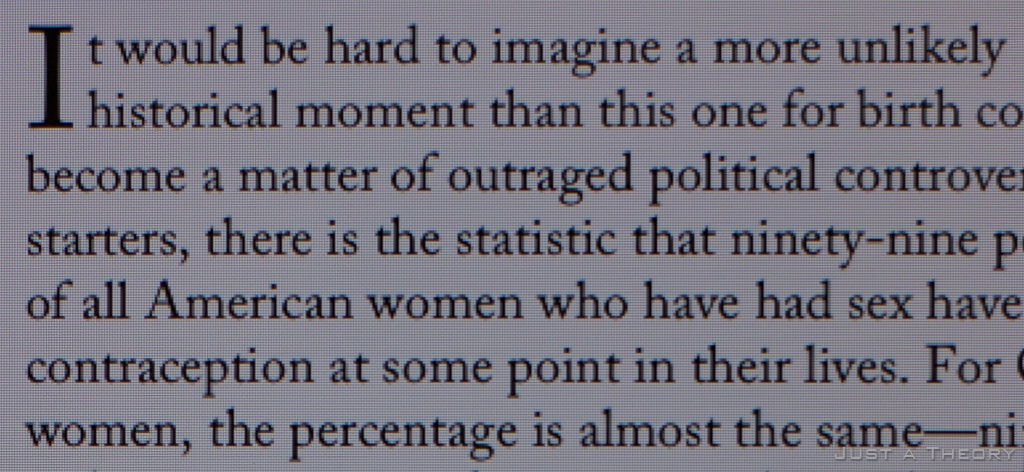 It would be hard to imagine a more unlikely
historical moment than this one for birth co
become a matter of outraged political controver
starters, there is the statistic that ninety-nine p
of all American women who have had sex have
contraception at some point in their lives. For
women, the percentage is almost the same—ni
JUST A THEORY